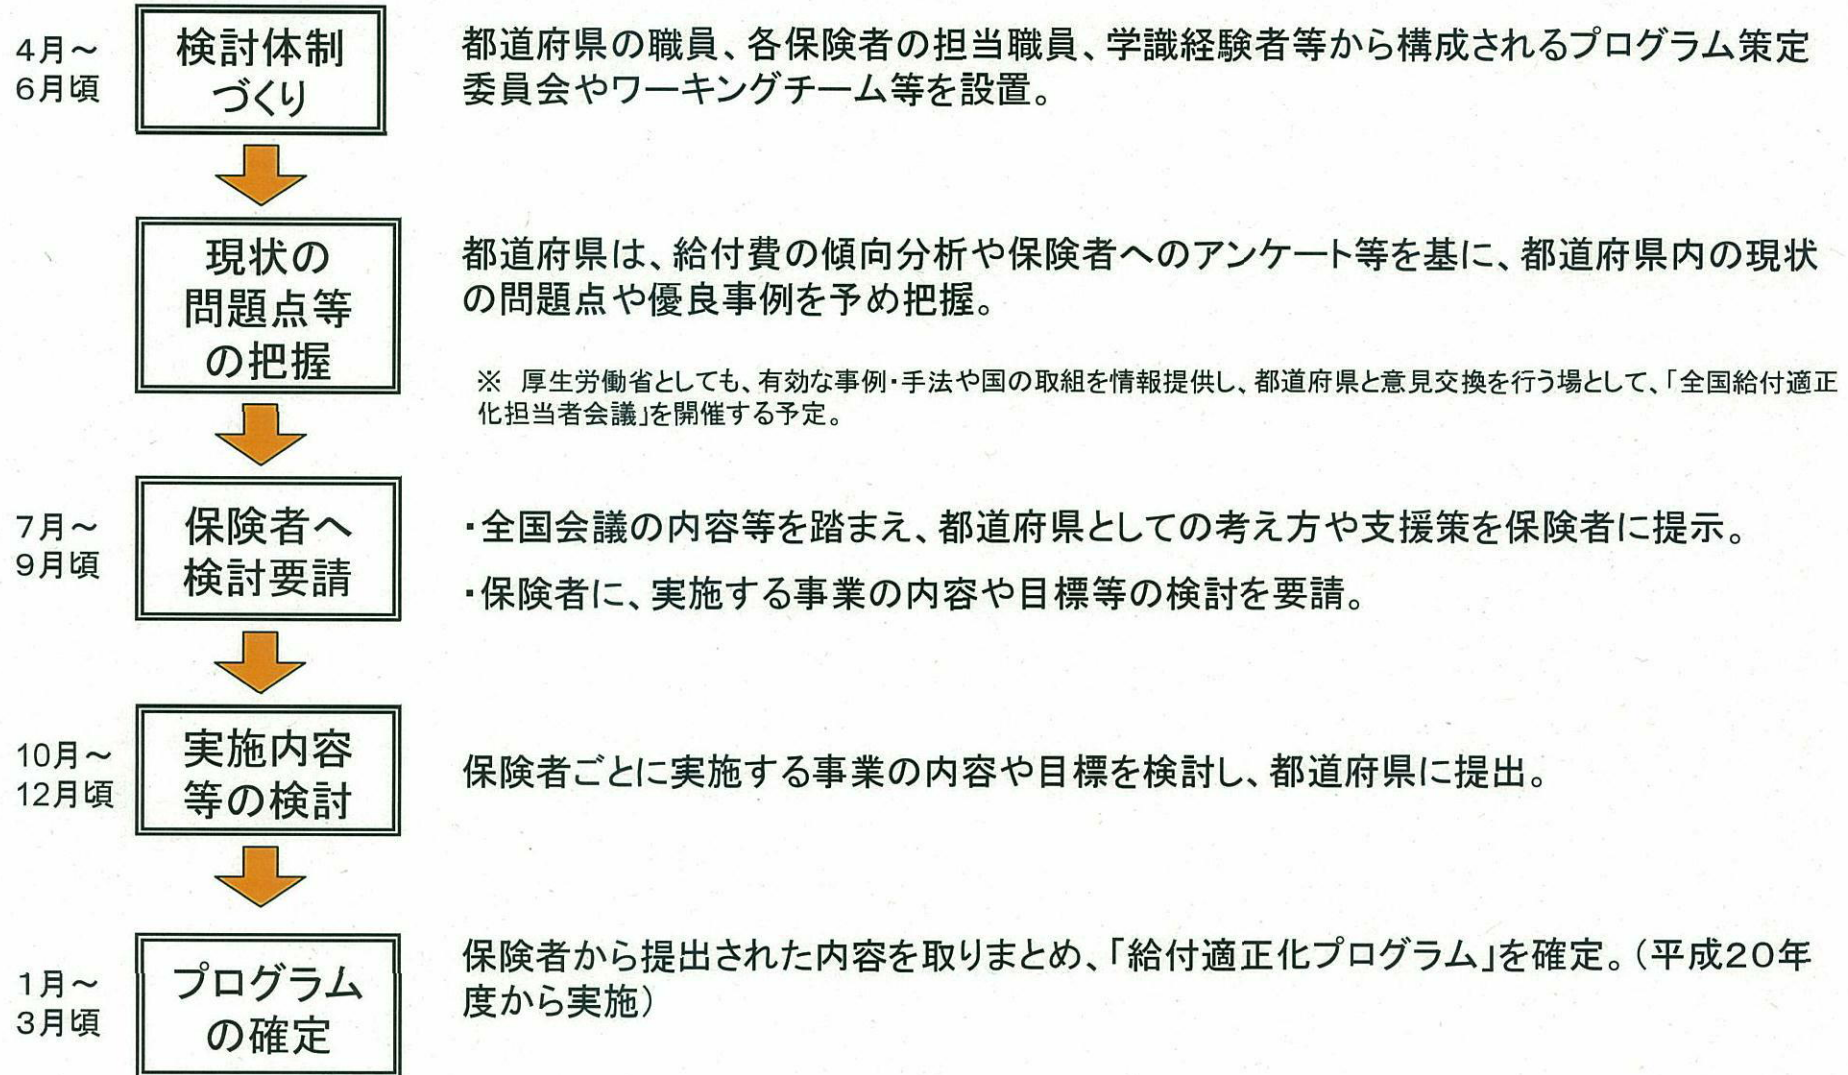 4月～
6月頃
検討体制
づくり
都道府県の職員、各保険者の担当職員、学識経験者等から構成されるプログラム策定
委員会やワーキングチーム等を設置。
現状の
問題点等
の把握
都道府県は、給付費の傾向分析や保険者へのアンケート等を基に、都道府県内の現状
の問題点や優良事例を予め把握。
※　厚生労働省としても、有効な事例・手法や国の取組を情報提供し、都道府県と意見交換を行う場として、「全国給付適正
化担当者会議」を開催する予定。
7月～
9月頃
保険者へ
検討要請
・全国会議の内容等を踏まえ、都道府県としての考え方や支援策を保険者に提示。
・保険者に、実施する事業の内容や目標等の検討を要請。
10月～
12月頃
実施内容
等の検討
保険者ごとに実施する事業の内容や目標を検討し、都道府県に提出。
1月～
3月頃
プログラム
の確定
保険者から提出された内容を取りまとめ、「給付適正化プログラム」を確定。（平成２０年
度から実施）